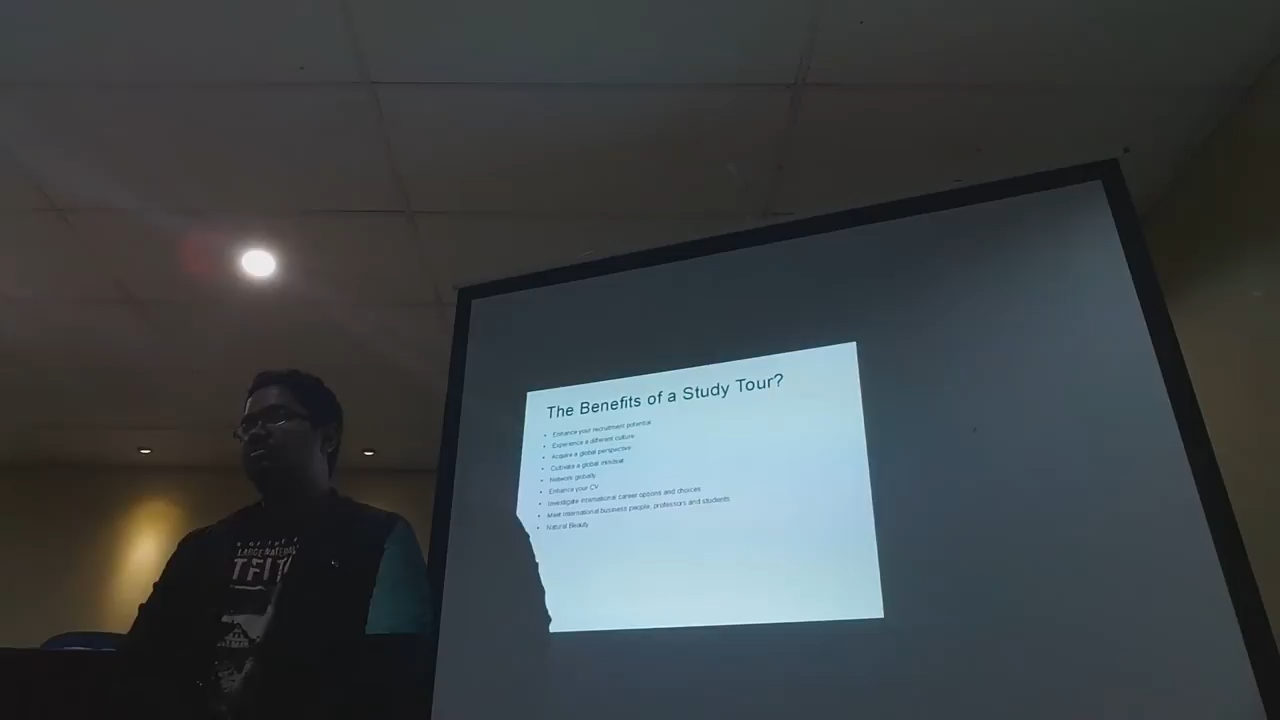 The Benefits of a Study Tour?
• Enhance your recruitment potential
• Experience a different culture
• Acquire a global perspective
• Cultivate a global mindset
• Network globally
• Enhance your CV
• Investigate international career options and choices
• Meet international business people, professors and students
• Natural Beauty